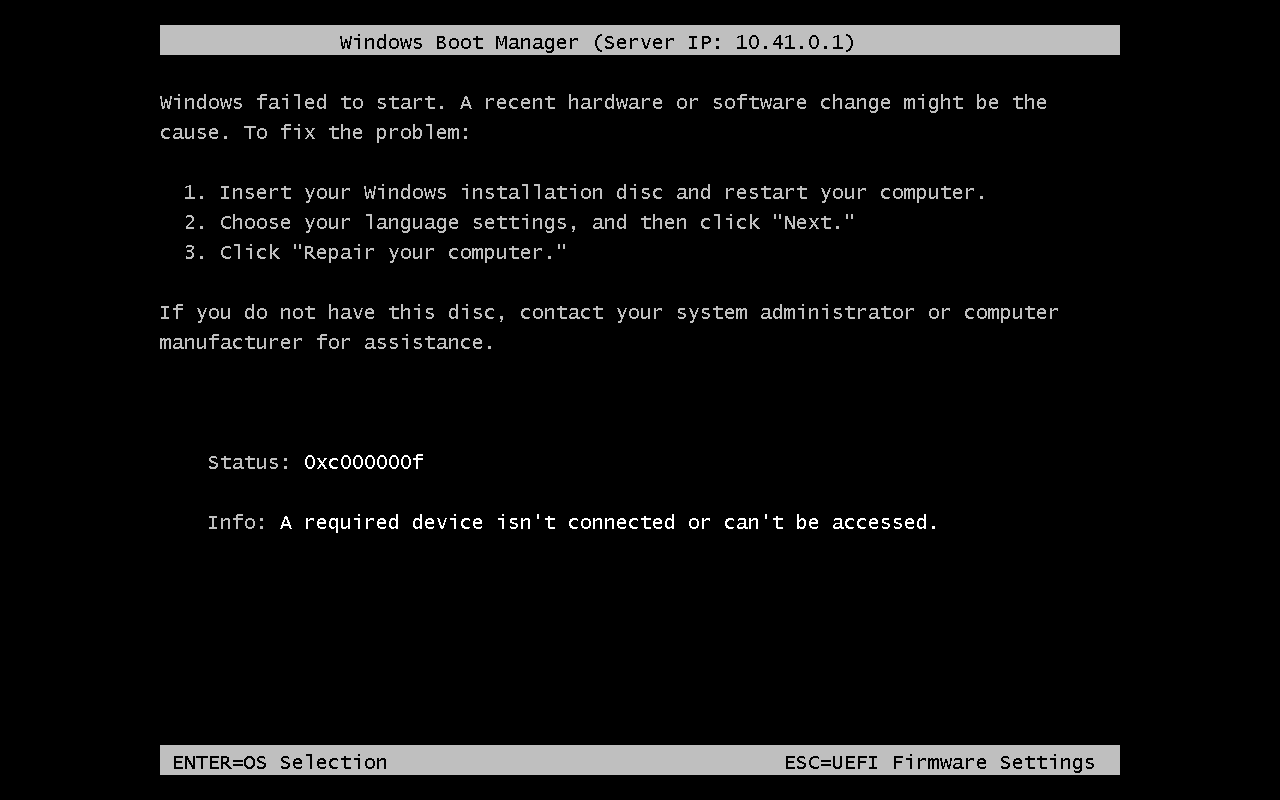 Windows Boot Manager (Server IP: 10.41.0.1)
Windows failed to start. A recent hardware or software change might be the
cause. To fix the problem:
1. Insert your Windows installation disc and restart your computer.
2. Choose your language settings, and then click "Next."
3. Click "Repair your computer."
If you do not have this disc, contact your system administrator or computer
manufacturer for assistance.
Status: 0xc000000f
Info: A required device isn't connected or can't be accessed.
ENTER=OS Selection ESC=UEFI Firmware Settings